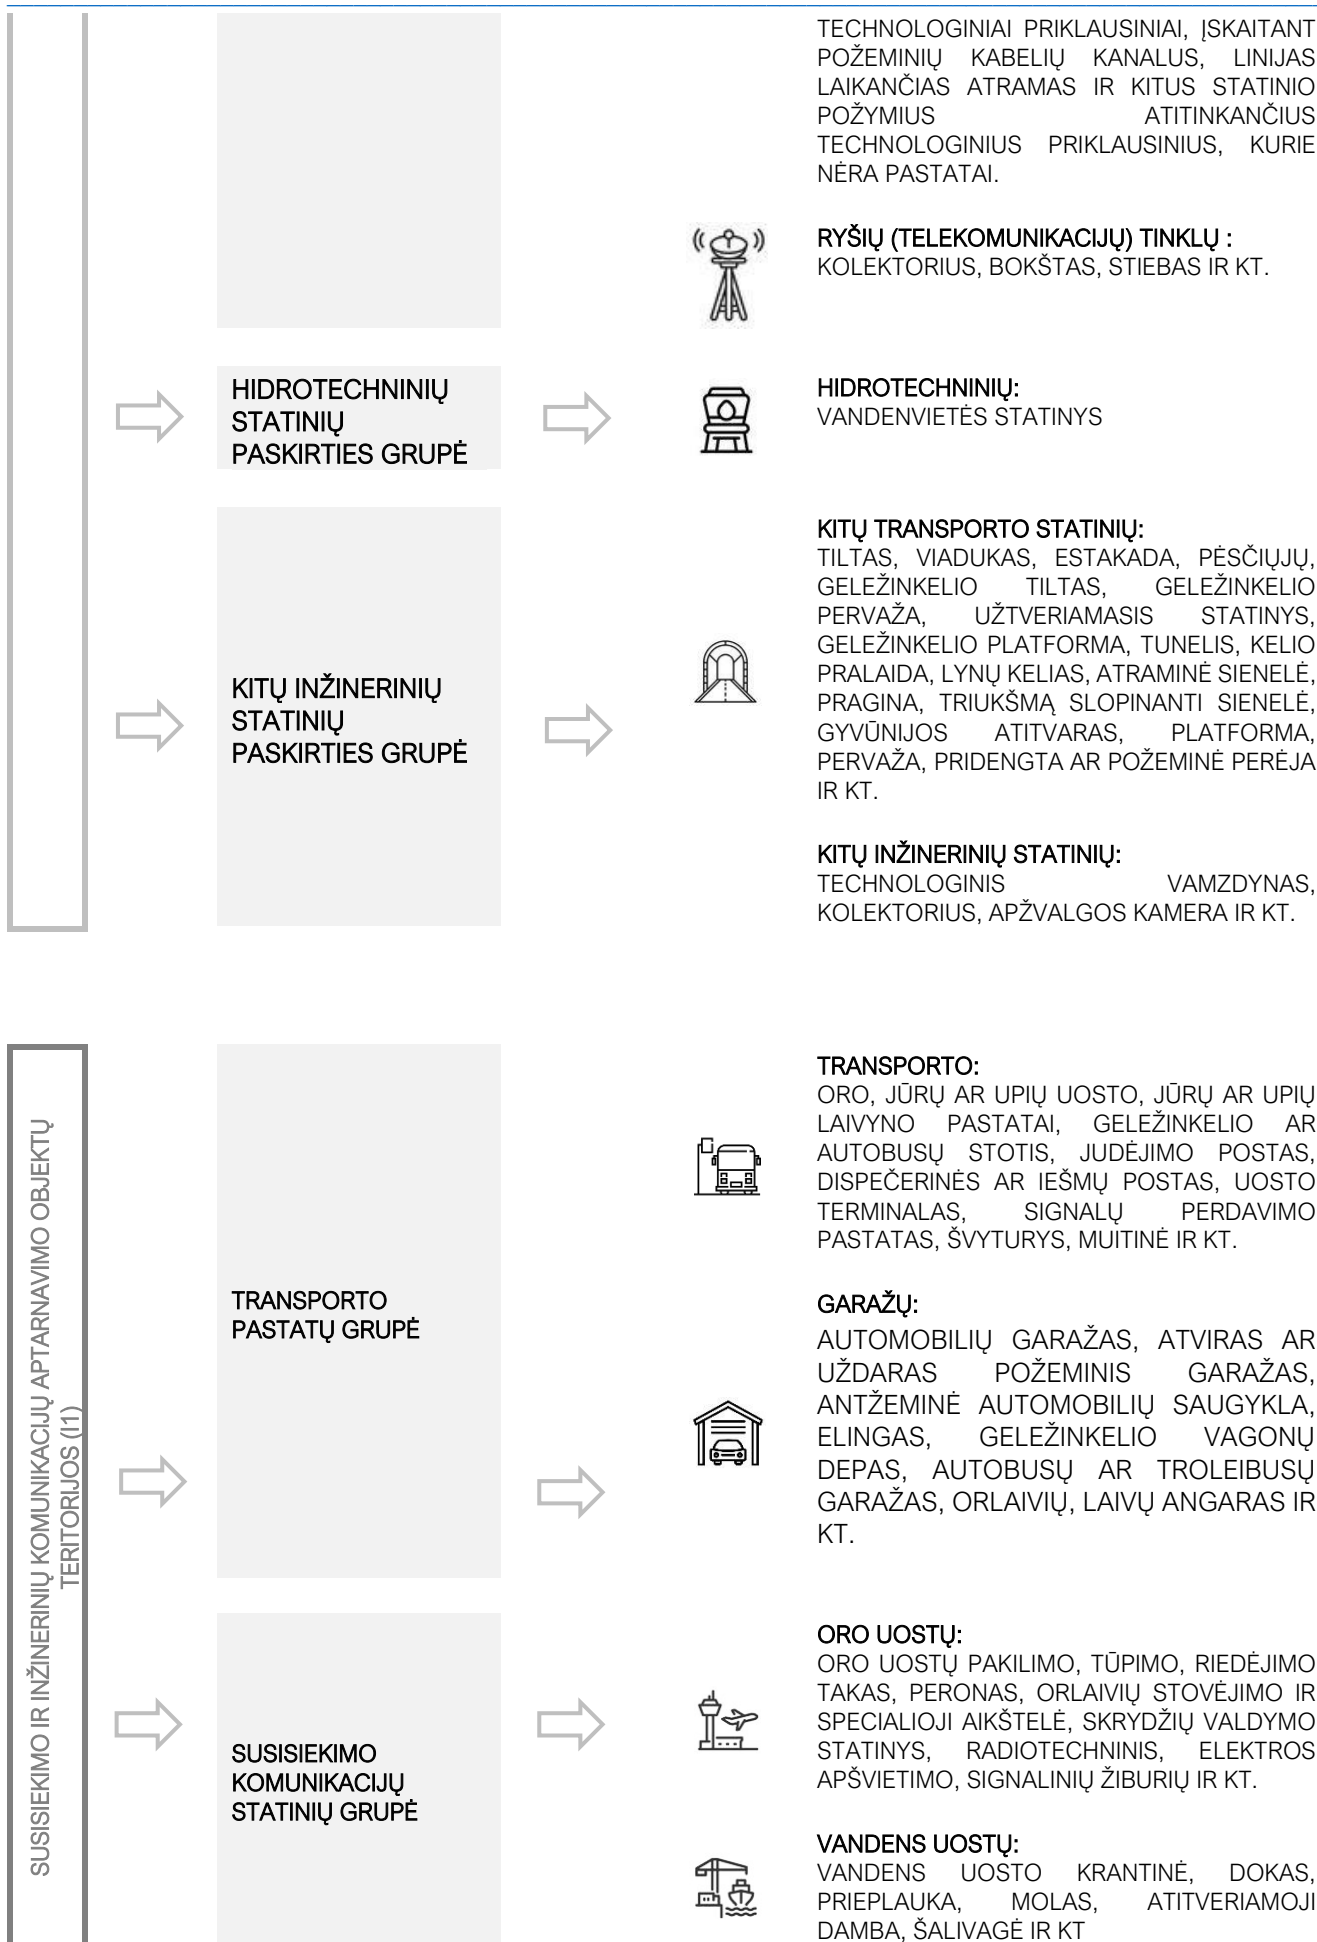 TECHNOLOGINIAI PRIKLAUSINIAI, ĮSKAITANT
POŽEMINIŲ KABELIŲ KANALUS, LINIJAS
LAIKANČIAS ATRAMAS IR KITUS STATINIO
POŽYMIUS ATITINKANČIUS
TECHNOLOGINIUS PRIKLAUSINIUS, KURIE
NĖRA PASTATAI.
RYŠIŲ (TELEKOMUNIKACIJŲ) TINKLŲ :
KOLEKTORIUS, BOKŠTAS, STIEBAS IR KT.
HIDROTECHNINIŲ
STATINIŲ
PASKIRTIES GRUPĖ
HIDROTECHNINIŲ:
VANDENVIETĖS STATINYS
KITŲ INŽINERINIŲ
STATINIŲ
PASKIRTIES GRUPĖ
KITŲ TRANSPORTO STATINIŲ:
TILTAS, VIADUKAS, ESTAKADA, PĖSČIŲJŲ,
GELEŽINKELIO TILTAS, GELEŽINKELIO
PERVAŽA, UŽTVERIAMASIS STATINYS,
GELEŽINKELIO PLATFORMA, TUNELIS, KELIO
PRALAIDA, LYNŲ KELIAS, ATRAMINĖ SIENELĖ,
PRAGINA, TRIUKŠMĄ SLOPINANTI SIENELĖ,
GYVŪNIJOS ATITVARAS, PLATFORMA,
PERVAŽA, PRIDENGTA AR POŽEMINĖ PERĖJA
IR KT.
KITŲ INŽINERINIŲ STATINIŲ:
TECHNOLOGINIS VAMZDYNAS,
KOLEKTORIUS, APŽVALGOS KAMERA IR KT.
SUSISIEKIMO IR INŽINERINIŲ KOMUNIKACIJŲ APTARNAVIMO OBJEKTŲ
TERITORIJOS (I1)
TRANSPORTO
PASTATŲ GRUPĖ
TRANSPORTO:
ORO, JŪRŲ AR UPIŲ UOSTO, JŪRŲ AR UPIŲ
LAIVYNO PASTATAI, GELEŽINKELIO AR
AUTOBUSŲ STOTIS, JUDĖJIMO POSTAS,
DISPEČERINĖS AR IEŠMŲ POSTAS, UOSTO
TERMINALAS, SIGNALŲ PERDAVIMO
PASTATAS, ŠVYTURYS, MUITINĖ IR KT.
GARAŽŲ:
AUTOMOBILIŲ GARAŽAS, ATVIRAS AR
UŽDARAS POŽEMINIS GARAŽAS,
ANTŽEMINĖ AUTOMOBILIŲ SAUGYKLA,
ELINGAS, GELEŽINKELIO VAGONŲ
DEPAS, AUTOBUSŲ AR TROLEIBUSŲ
GARAŽAS, ORLAIVIŲ, LAIVŲ ANGARAS IR
KT.
SUSISIEKIMO
KOMUNIKACIJŲ
STATINIŲ GRUPĖ
ORO UOSTŲ:
ORO UOSTŲ PAKILIMO, TŪPIMO, RIEDĖJIMO
TAKAS, PERONAS, ORLAIVIŲ STOVĖJIMO IR
SPECIALIOJI AIKŠTELĖ, SKRYDŽIŲ VALDYMO
STATINYS, RADIOTECHNINIS, ELEKTROS
APŠVIETIMO, SIGNALINIŲ ŽIBURIŲ IR KT.
VANDENS UOSTŲ:
VANDENS UOSTO KRANTINĖ, DOKAS,
PRIEPLAUKA, MOLAS, ATITVERIAMOJI
DAMBA, ŠALIVAGĖ IR KT